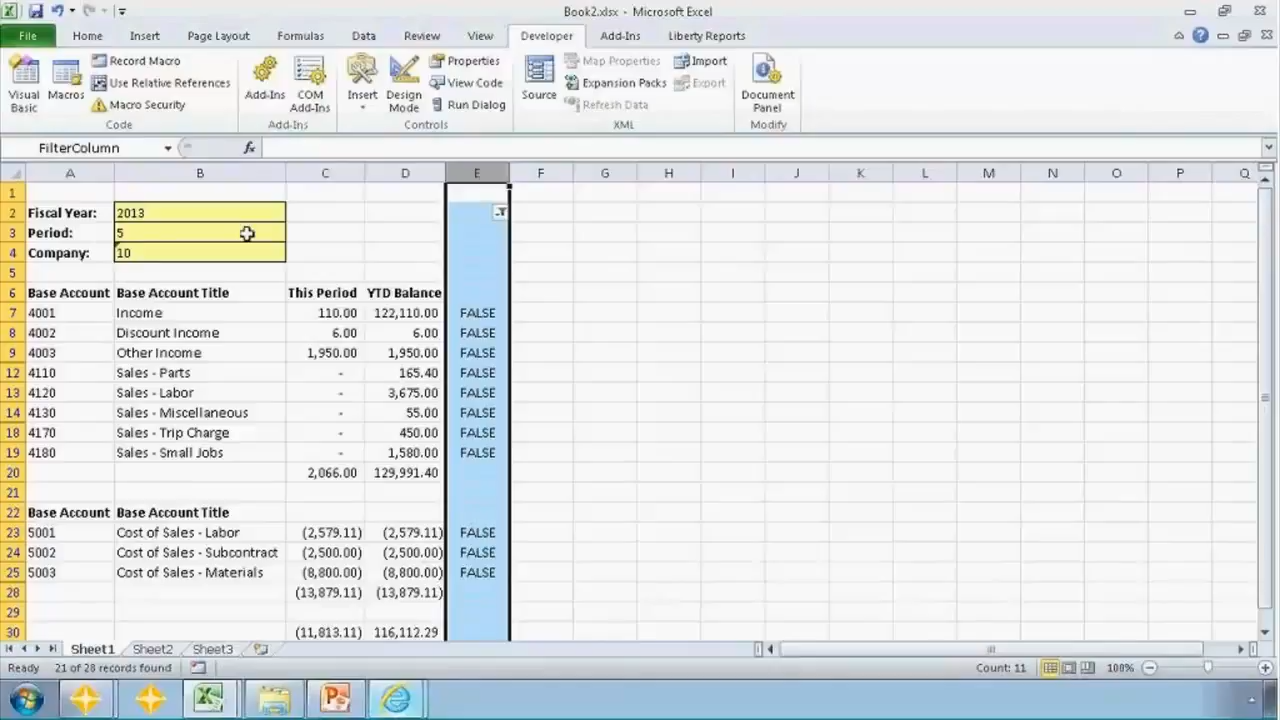 Book2.xlsx - Microsoft Excel
File Home Insert Page Layout Formulas Data Review View Developer Add-Ins Liberty Reports
Visual Basic Macros Record Macro Use Relative References Macro Security Code
Add-Ins COM Add-Ins Add-Ins
Insert Design Mode Properties View Code Run Dialog Controls
Source Map Properties Expansion Packs Refresh Data Import Export XML
Document Panel Modify
FilterColumn fx
A B C D E F G H I J K L M N O P Q
1
2 Fiscal Year: 2013
3 Period: 5
4 Company: 10
5
6 Base Account Base Account Title This Period YTD Balance
7 4001 Income 110.00 122,110.00 FALSE
8 4002 Discount Income 6.00 6.00 FALSE
9 4003 Other Income 1,950.00 1,950.00 FALSE
12 4110 Sales - Parts - 165.40 FALSE
13 4120 Sales - Labor - 3,675.00 FALSE
14 4130 Sales - Miscellaneous - 55.00 FALSE
18 4170 Sales - Trip Charge - 450.00 FALSE
19 4180 Sales - Small Jobs - 1,580.00 FALSE
20 2,066.00 129,991.40
21
22 Base Account Base Account Title
23 5001 Cost of Sales - Labor (2,579.11) (2,579.11) FALSE
24 5002 Cost of Sales - Subcontract (2,500.00) (2,500.00) FALSE
25 5003 Cost of Sales - Materials (8,800.00) (8,800.00) FALSE
28 (13,879.11) (13,879.11)
29
30 (11,813.11) 116,112.29
Sheet1 Sheet2 Sheet3
Ready 21 of 28 records found Count: 11 100%